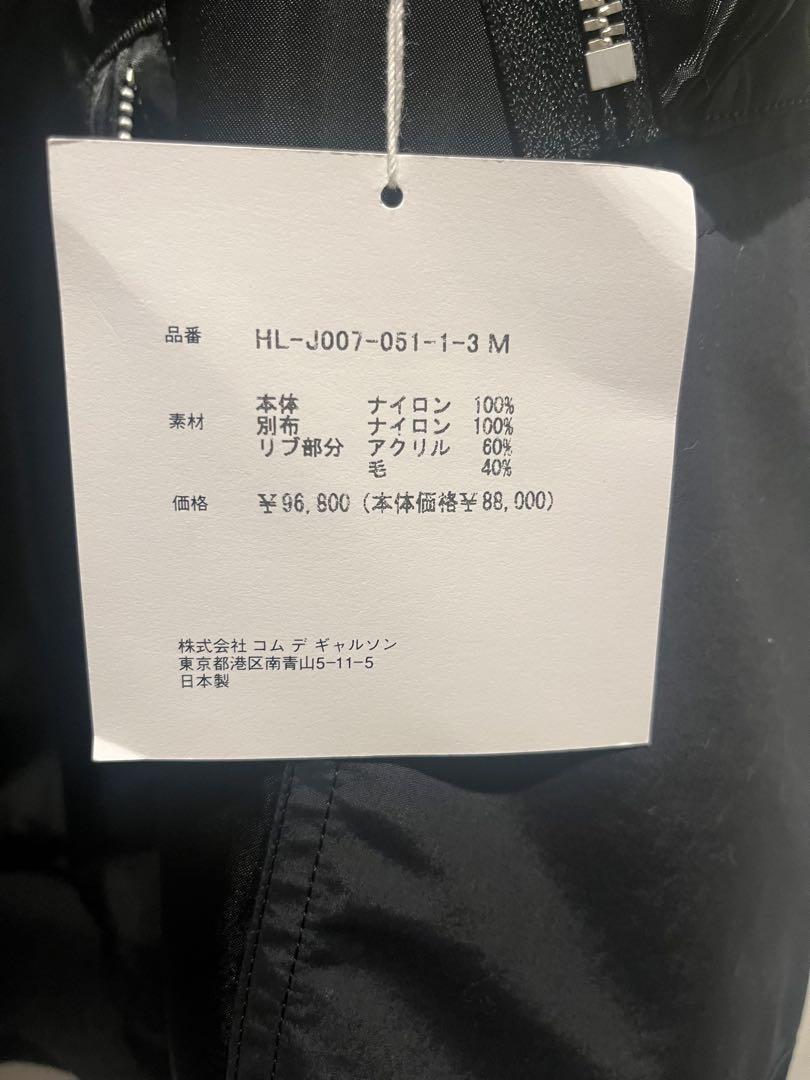 品番 HL-J007-051-1-3 M
素材 本体 ナイロン 100%
別布 ナイロン 100%
リブ部分 アクリル 60%
毛 40%
価格 ¥96,800 (本体価格¥88,000)
株式会社 コム デ ギャルソン
東京都港区南青山5-11-5
日本製